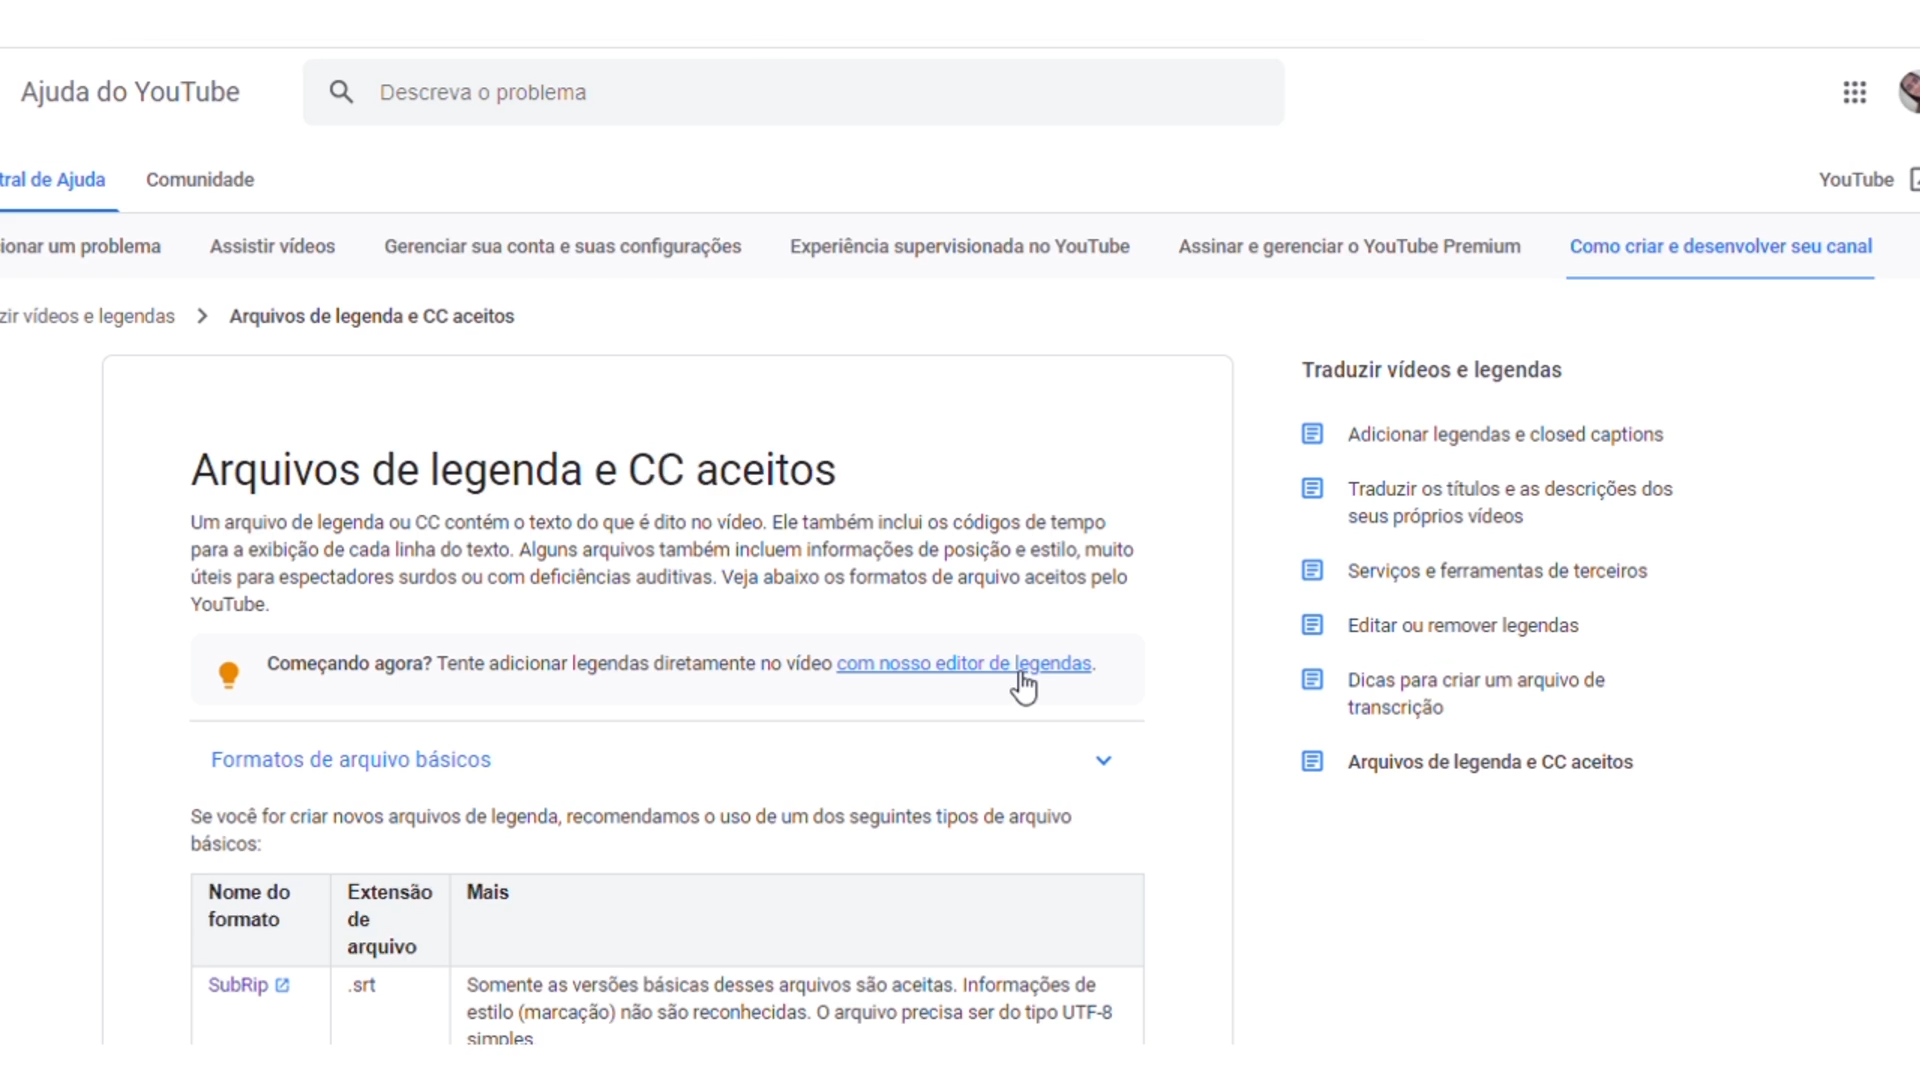 Ajuda do YouTube
Descreva o problema
tral de Ajuda
Comunidade
YouTube
ionar um problema
Assistir vídeos
Gerenciar sua conta e suas configurações
Experiência supervisionada no YouTube
Assinar e gerenciar o YouTube Premium
Como criar e desenvolver seu canal
zir vídeos e legendas
Arquivos de legenda e CC aceitos
Arquivos de legenda e CC aceitos
Um arquivo de legenda ou CC contém o texto do que é dito no vídeo. Ele também inclui os códigos de tempo
para a exibição de cada linha do texto. Alguns arquivos também incluem informações de posição e estilo, muito
úteis para espectadores surdos ou com deficiências auditivas. Veja abaixo os formatos de arquivo aceitos pelo
YouTube.
Começando agora? Tente adicionar legendas diretamente no vídeo com nosso editor de legendas.
Formatos de arquivo básicos
Se você for criar novos arquivos de legenda, recomendamos o uso de um dos seguintes tipos de arquivo
básicos:
Nome do
formato
Extensão
de
arquivo
Mais
SubRip
.srt
Somente as versões básicas desses arquivos são aceitas. Informações de
estilo (marcação) não são reconhecidas. O arquivo precisa ser do tipo UTF-8
simples
Traduzir vídeos e legendas
Adicionar legendas e closed captions
Traduzir os títulos e as descrições dos
seus próprios vídeos
Serviços e ferramentas de terceiros
Editar ou remover legendas
Dicas para criar um arquivo de
transcrição
Arquivos de legenda e CC aceitos